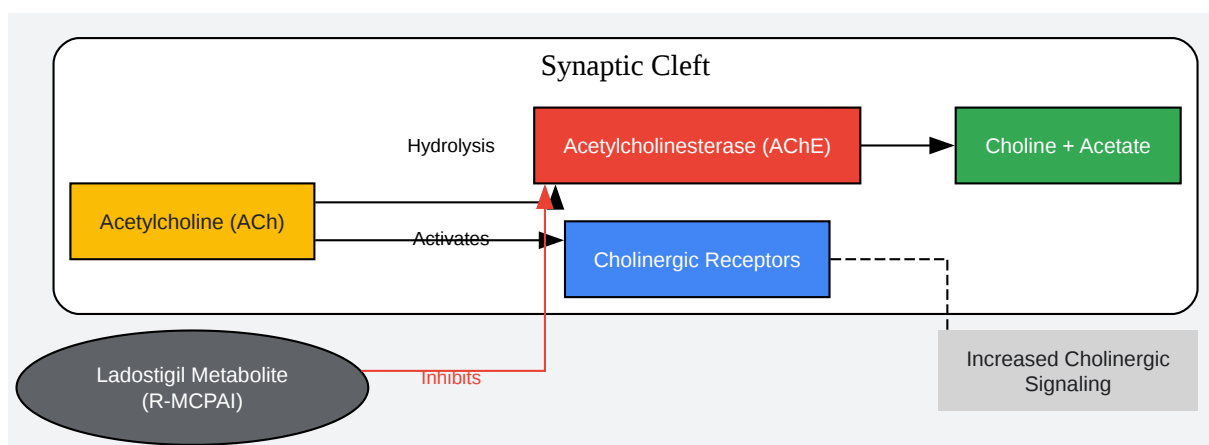 Synaptic Cleft
Hydrolysis
Acetylcholinesterase (AChE)
Choline + Acetate
Acetylcholine (ACh)
Activates
Cholinergic Receptors
Ladostigil Metabolite
(R-MCPAI)
Inhibits
Increased Cholinergic
Signaling